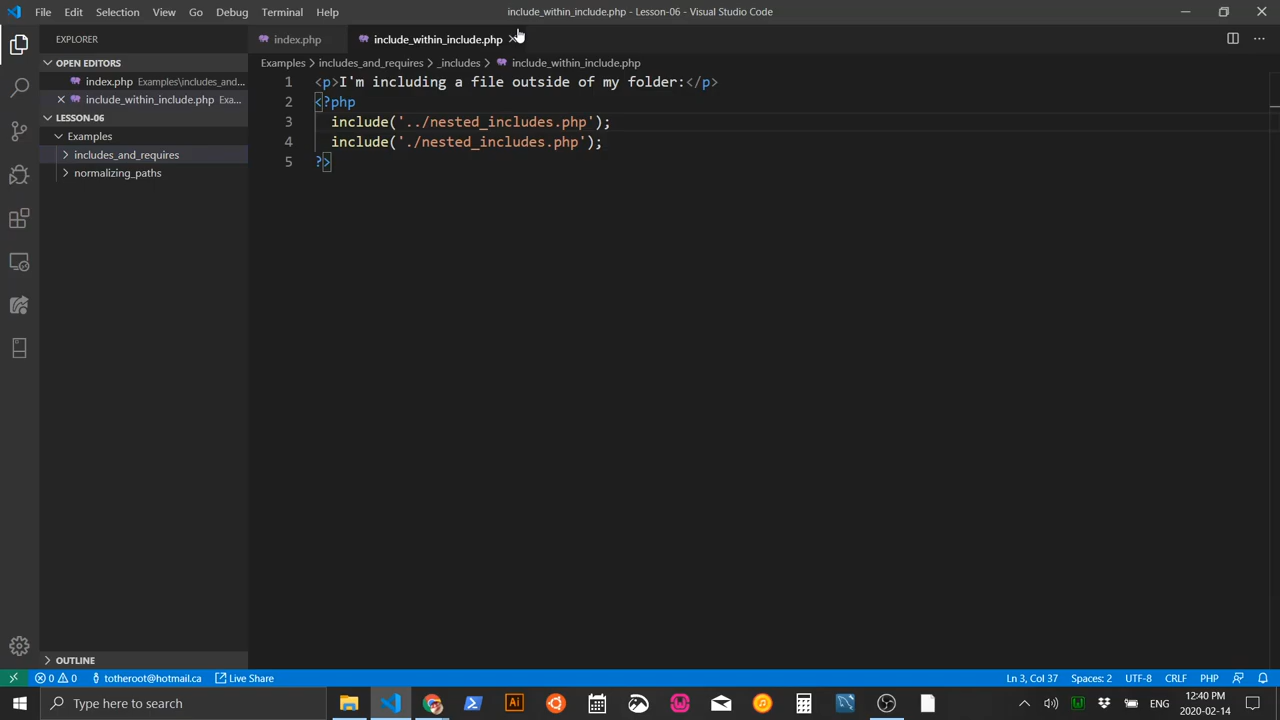 File Edit Selection View Go Debug Terminal Help
include_within_include.php - Lesson-06 - Visual Studio Code
EXPLORER
index.php
include_within_include.php
OPEN EDITORS
index.php Examples\includes_and...
include_within_include.php Exa...
LESSON-06
Examples
includes_and_requires
normalizing_paths
OUTLINE
Examples > includes_and_requires > _includes > include_within_include.php
1 <p>I'm including a file outside of my folder:</p>
2 <?php
3 include('../nested_includes.php');
4 include('./nested_includes.php');
5 ?>
0 0 totheroot@hotmail.ca Live Share
Ln 3, Col 37 Spaces: 2 UTF-8 CRLF PHP
Type here to search
Ai
ENG
12:40 PM
2020-02-14